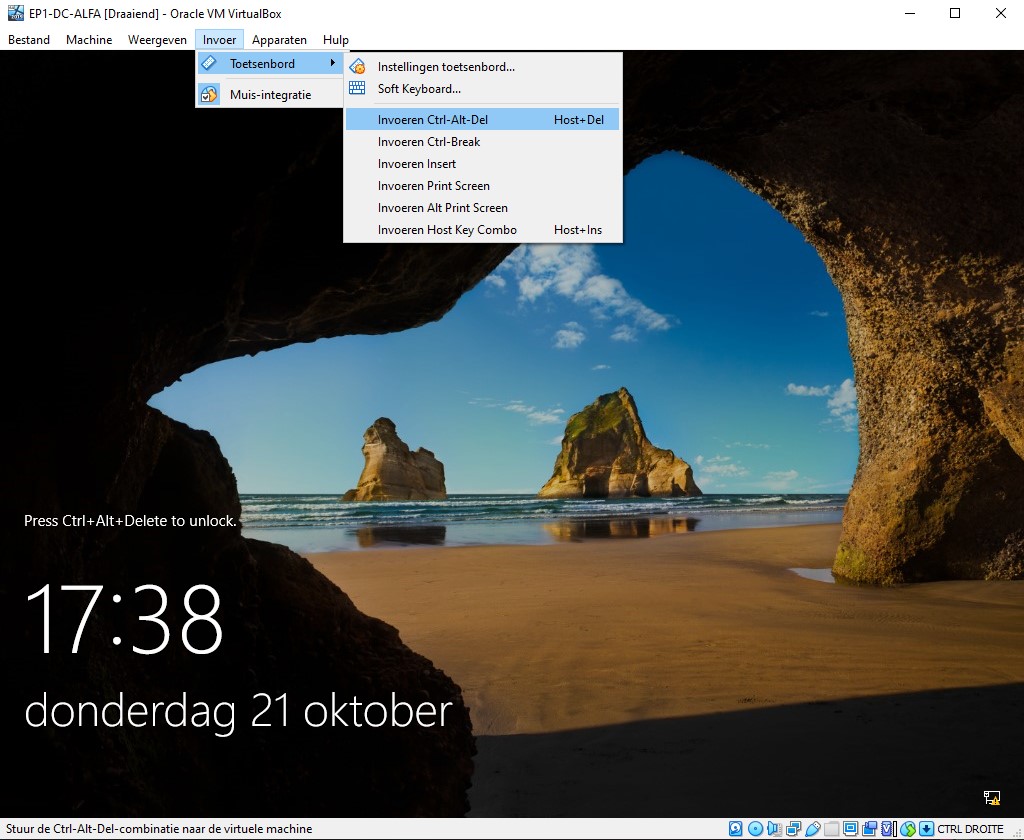 EP1-DC-ALFA [Draaiend] - Oracle VM VirtualBox
Bestand Machine Weergeven Invoer Apparaten Hulp
Toetsenbord
Muis-integratie
Instellingen toetsenbord...
Soft Keyboard...
Invoeren Ctrl-Alt-Del Host+Del
Invoeren Ctrl-Break
Invoeren Insert
Invoeren Print Screen
Invoeren Alt Print Screen
Invoeren Host Key Combo Host+Ins
Press Ctrl+Alt+Delete to unlock.
17:38
donderdag 21 oktober
Stuur de Ctrl-Alt-Del-combinatie naar de virtuele machine CTRL DROITE